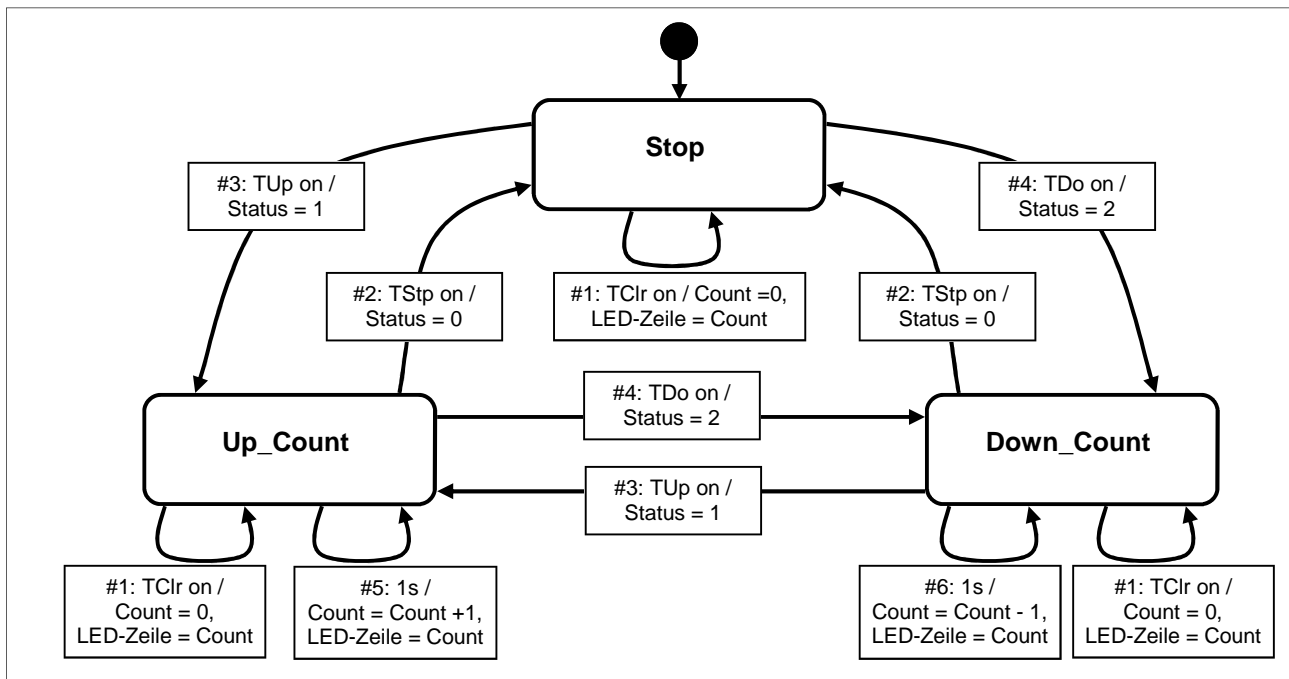 Stop
#3: TUp on /
Status = 1
#4: TDo on /
Status = 2
#2: TStp on /
Status = 0
#1: TClr on / Count =0,
LED-Zeile = Count
#2: TStp on /
Status = 0
Up_Count
#4: TDo on /
Status = 2
Down_Count
#3: TUp on /
Status = 1
#1: TClr on /
Count = 0,
LED-Zeile = Count
#5: 1s /
Count = Count +1,
LED-Zeile = Count
#6: 1s /
Count = Count - 1,
LED-Zeile = Count
#1: TClr on /
Count = 0,
LED-Zeile = Count